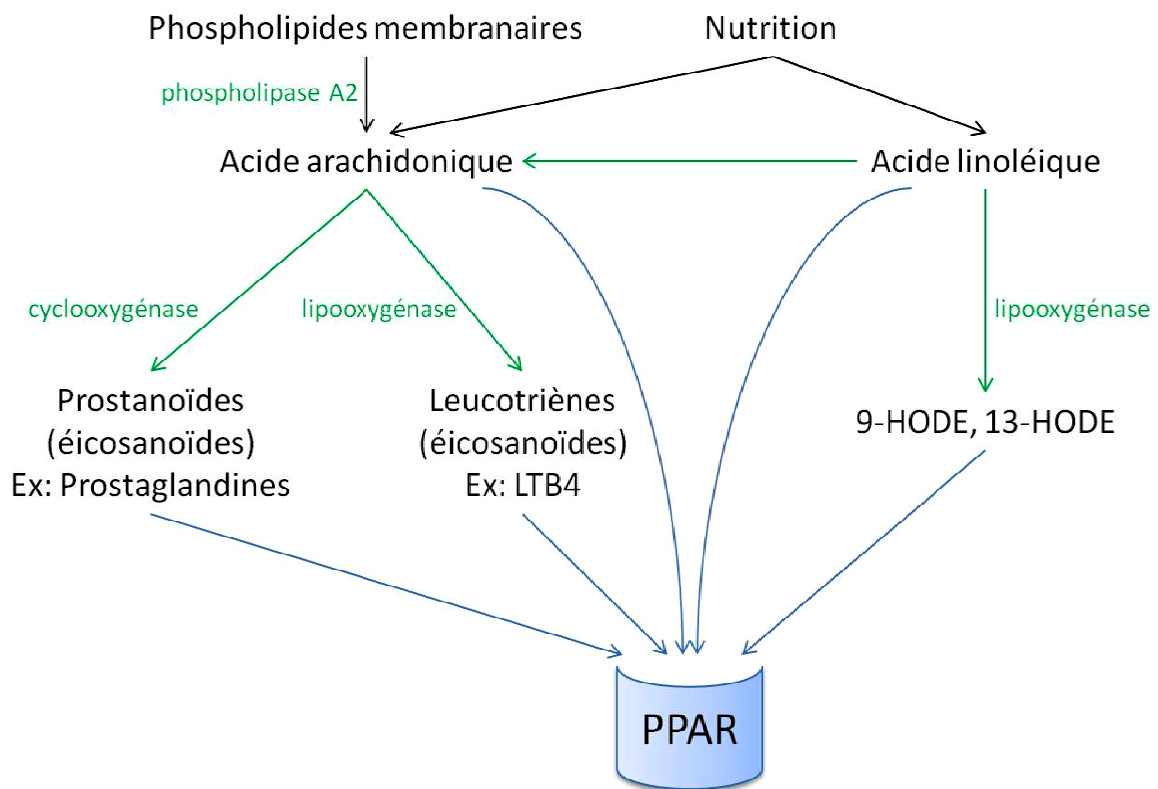 Phospholipides membranaires
Nutrition
phospholipase A2
Acide arachidonique
Acide linoléique
cyclooxygénase
lipooxygénase
lipooxygénase
Prostanoïdes
(éicosanoïdes)
Ex: Prostaglandines
Leucotriènes
(éicosanoïdes)
Ex: LTB4
9-HODE, 13-HODE
PPAR